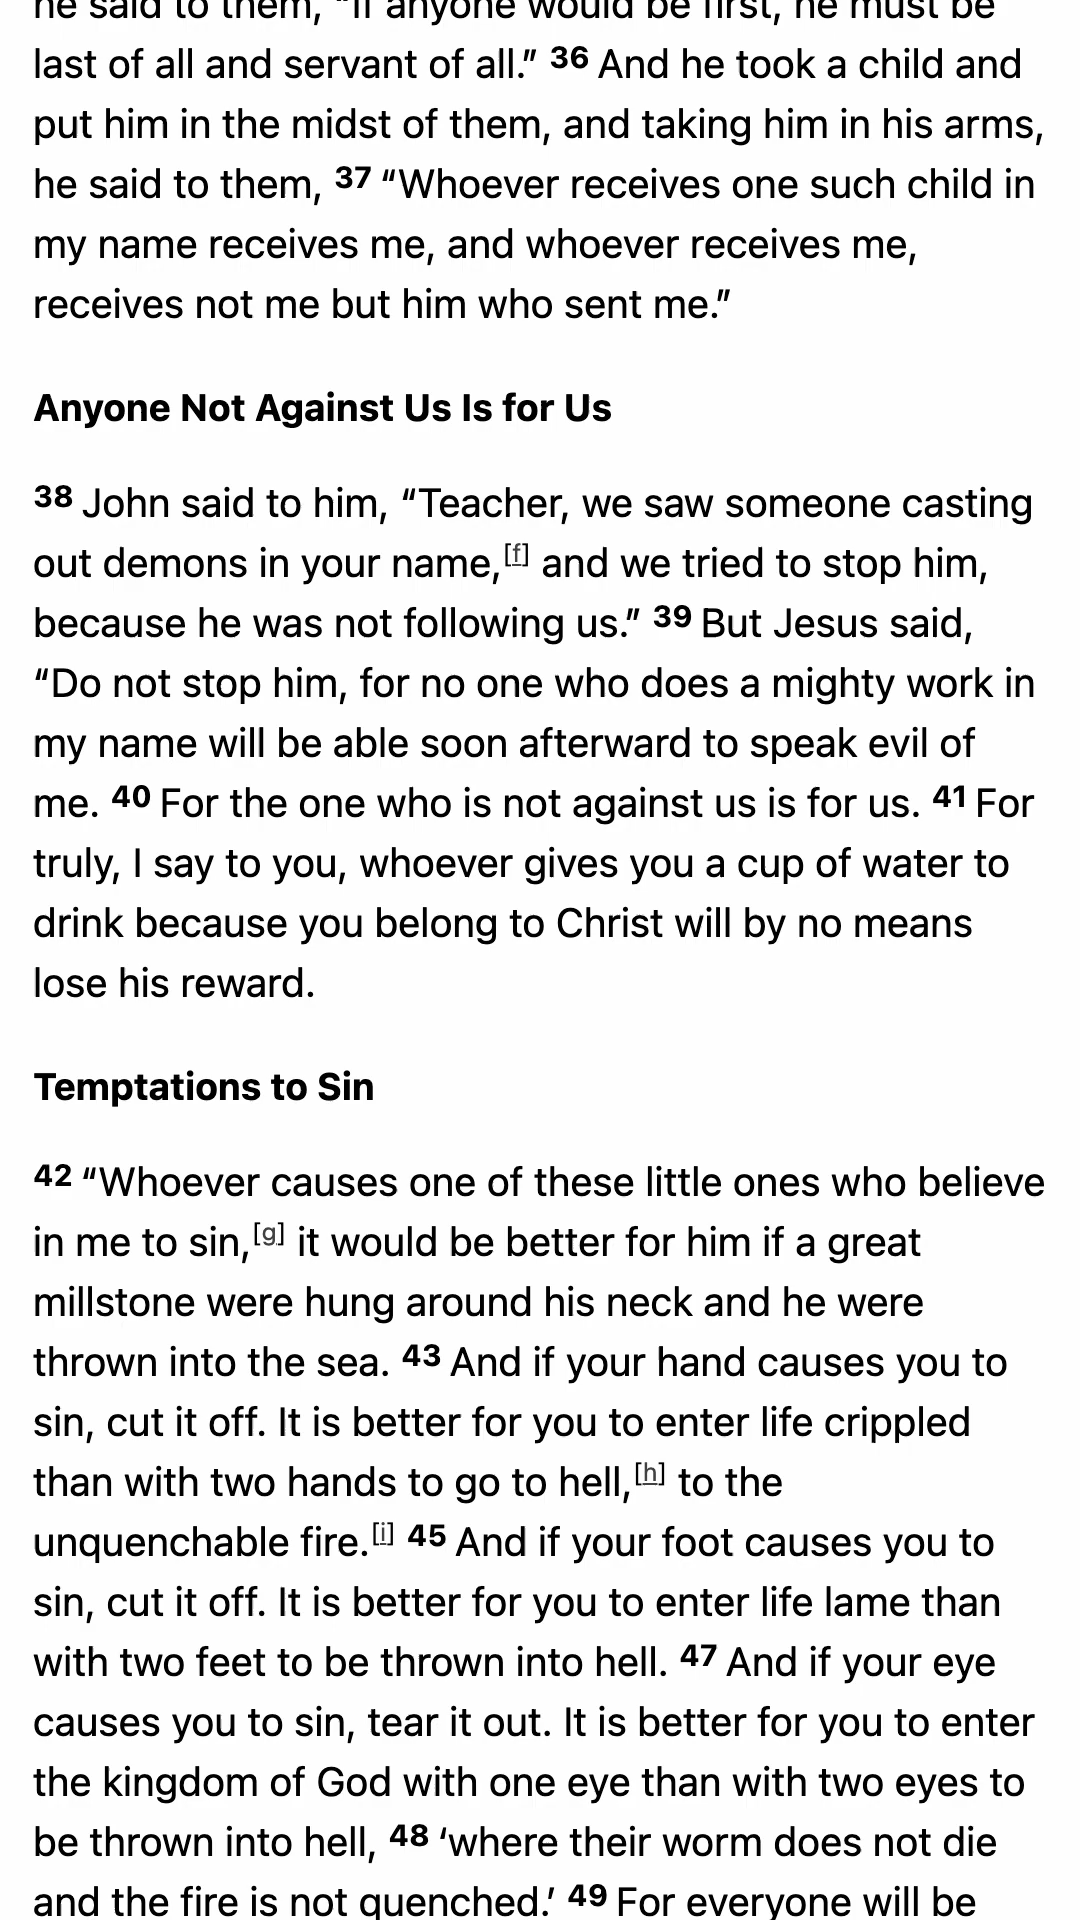 he said to them, “If anyone would be first, he must be
last of all and servant of all.” 36 And he took a child and
put him in the midst of them, and taking him in his arms,
he said to them, 37 “Whoever receives one such child in
my name receives me, and whoever receives me,
receives not me but him who sent me.”
Anyone Not Against Us Is for Us
38 John said to him, “Teacher, we saw someone casting
out demons in your name,[f] and we tried to stop him,
because he was not following us.” 39 But Jesus said,
“Do not stop him, for no one who does a mighty work in
my name will be able soon afterward to speak evil of
me. 40 For the one who is not against us is for us. 41 For
truly, I say to you, whoever gives you a cup of water to
drink because you belong to Christ will by no means
lose his reward.
Temptations to Sin
42 “Whoever causes one of these little ones who believe
in me to sin,[g] it would be better for him if a great
millstone were hung around his neck and he were
thrown into the sea. 43 And if your hand causes you to
sin, cut it off. It is better for you to enter life crippled
than with two hands to go to hell,[h] to the
unquenchable fire.[i] 45 And if your foot causes you to
sin, cut it off. It is better for you to enter life lame than
with two feet to be thrown into hell. 47 And if your eye
causes you to sin, tear it out. It is better for you to enter
the kingdom of God with one eye than with two eyes to
be thrown into hell, 48 ‘where their worm does not die
and the fire is not quenched.’ 49 For everyone will be